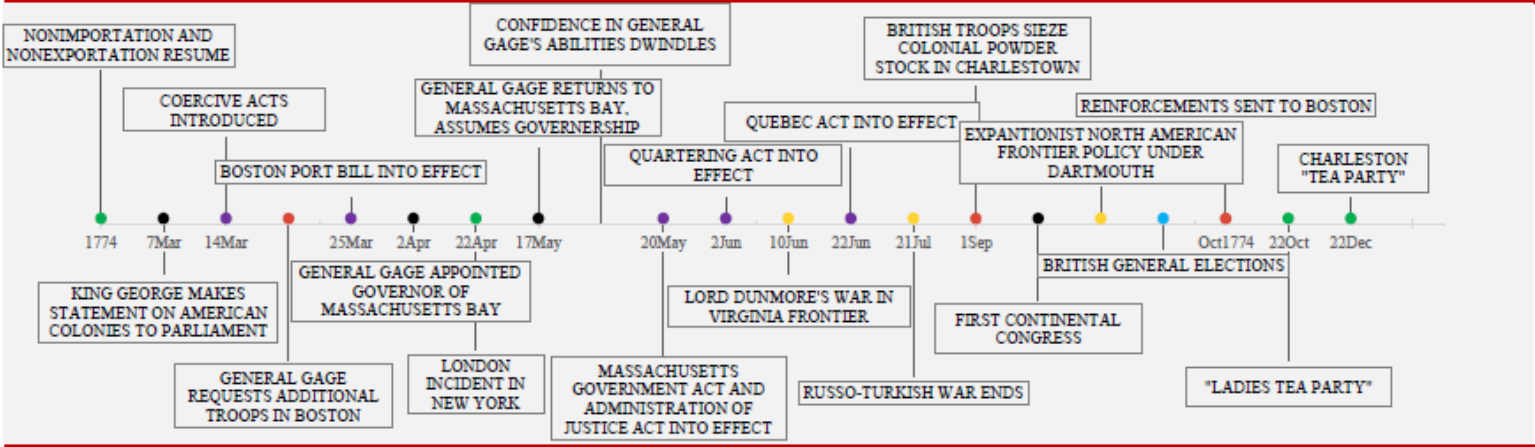 NONIMPORTATION AND
NONEXPORTATION RESUME
COERCIVE ACTS
INTRODUCED
BOSTON PORT BILL INTO EFFECT
CONFIDENCE IN GENERAL
GAGE'S ABILITIES DWINDLES
GENERAL GAGE RETURNS TO
MASSACHUSETTS BAY,
ASSUMES GOVERNERSHIP
QUARTERING ACT INTO
EFFECT
QUEBEC ACT INTO EFFECT
BRITISH TROOPS SIEZE
COLONIAL POWDER
STOCK IN CHARLESTOWN
EXPANTIONIST NORTH AMERICAN
FRONTIER POLICY UNDER
DARTMOUTH
REINFORCEMENTS SENT TO BOSTON
CHARLESTON
"TEA PARTY"
1774 7Mar 14Mar 25Mar 2Apr 22Apr 17May 20May 2Jun 10Jun 22Jun 21Jul 1Sep Oct1774 22Oct 22Dec
KING GEORGE MAKES
STATEMENT ON AMERICAN
COLONIES TO PARLIAMENT
GENERAL GAGE
REQUESTS ADDITIONAL
TROOPS IN BOSTON
GENERAL GAGE APPOINTED
GOVERNOR OF
MASSACHUSETTS BAY
LONDON
INCIDENT IN
NEW YORK
MASSACHUSETTS
GOVERNMENT ACT AND
ADMINISTRATION OF
JUSTICE ACT INTO EFFECT
LORD DUNMORE'S WAR IN
VIRGINIA FRONTIER
RUSSO-TURKISH WAR ENDS
FIRST CONTINENTAL
CONGRESS
BRITISH GENERAL ELECTIONS
"LADIES TEA PARTY"